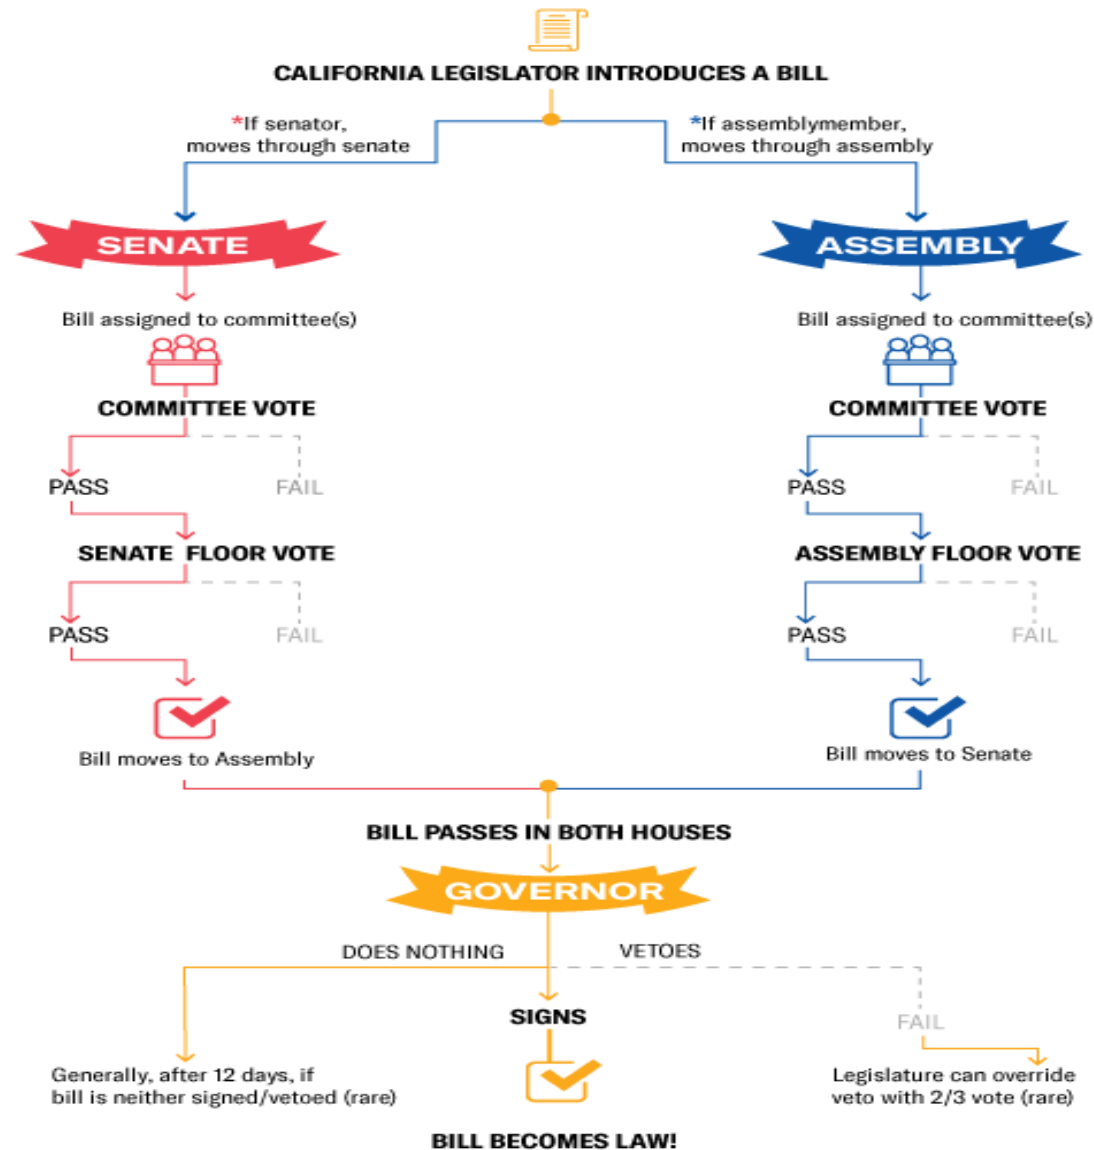 CALIFORNIA LEGISLATOR INTRODUCES A BILL
*If senator,
moves through senate
*If assemblymember,
moves through assembly
SENATE
ASSEMBLY
Bill assigned to committee(s)
Bill assigned to committee(s)
COMMITTEE VOTE
COMMITTEE VOTE
PASS
FAIL
PASS
FAIL
SENATE FLOOR VOTE
ASSEMBLY FLOOR VOTE
PASS
FAIL
PASS
FAIL
Bill moves to Assembly
Bill moves to Senate
BILL PASSES IN BOTH HOUSES
GOVERNOR
DOES NOTHING
VETOES
SIGNS
FAIL
Generally, after 12 days, if
bill is neither signed/vetoed (rare)
Legislature can override
veto with 2/3 vote (rare)
BILL BECOMES LAW!